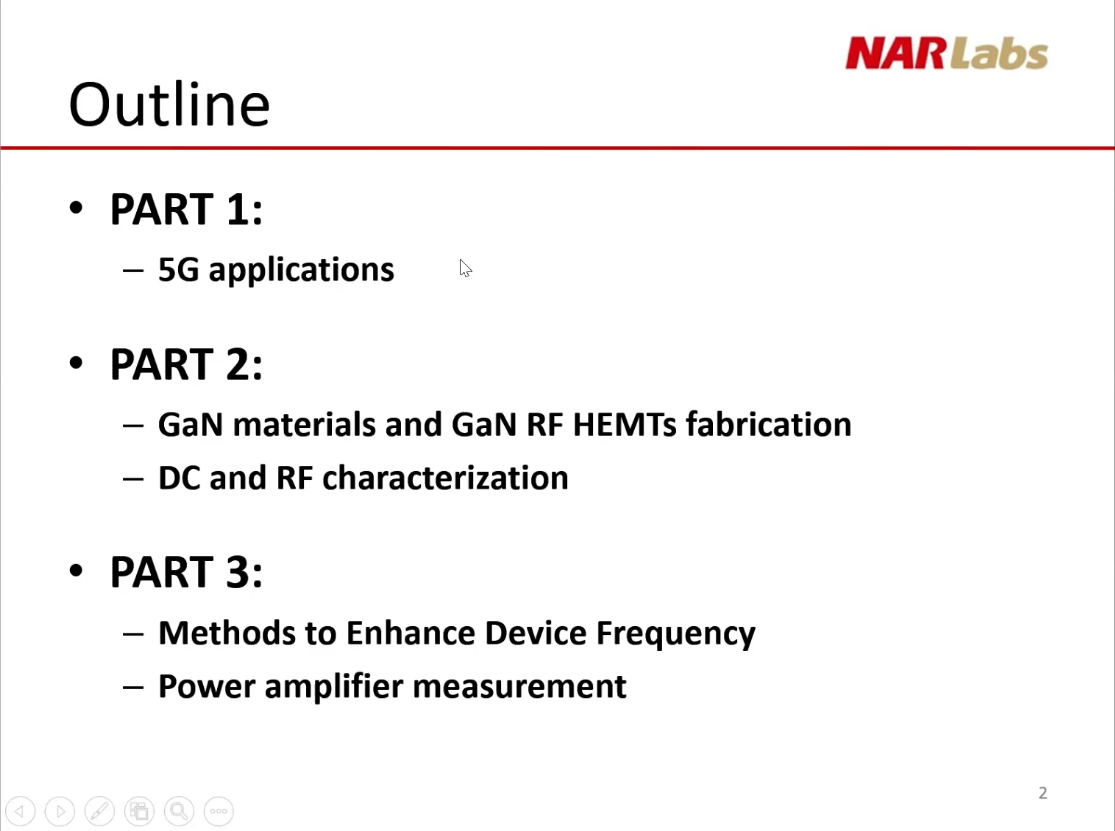 NARLabs
Outline
• PART 1:
– 5G applications
• PART 2:
– GaN materials and GaN RF HEMTs fabrication
– DC and RF characterization
• PART 3:
– Methods to Enhance Device Frequency
– Power amplifier measurement
2